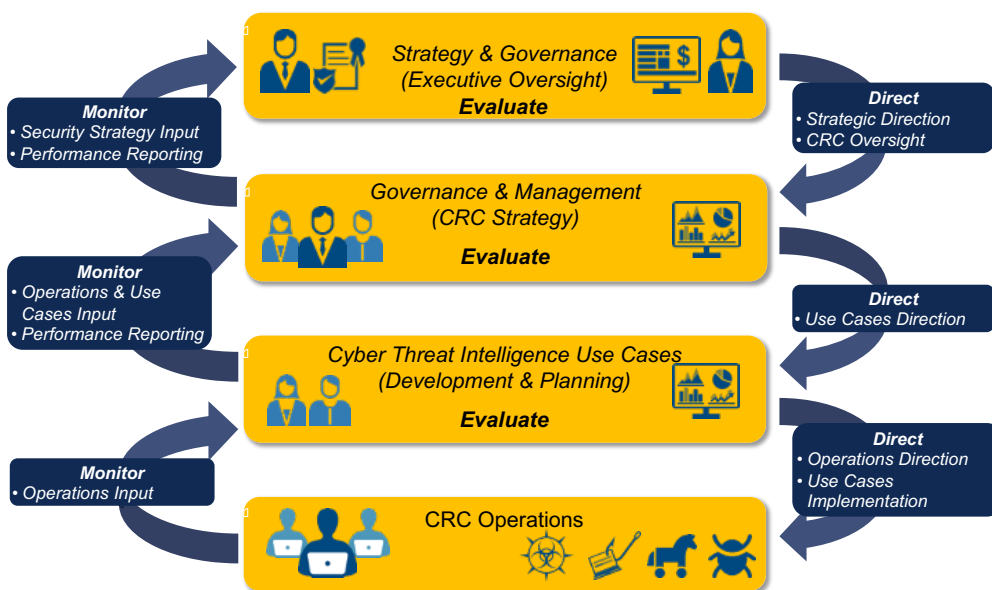 Strategy & Governance
(Executive Oversight)
Evaluate
$
Monitor
• Security Strategy Input
• Performance Reporting
Direct
• Strategic Direction
• CRC Oversight
Governance & Management
(CRC Strategy)
Evaluate
Monitor
• Operations & Use
Cases Input
• Performance Reporting
Direct
• Use Cases Direction
Cyber Threat Intelligence Use Cases
(Development & Planning)
Evaluate
Monitor
• Operations Input
Direct
• Operations Direction
• Use Cases
Implementation
CRC Operations